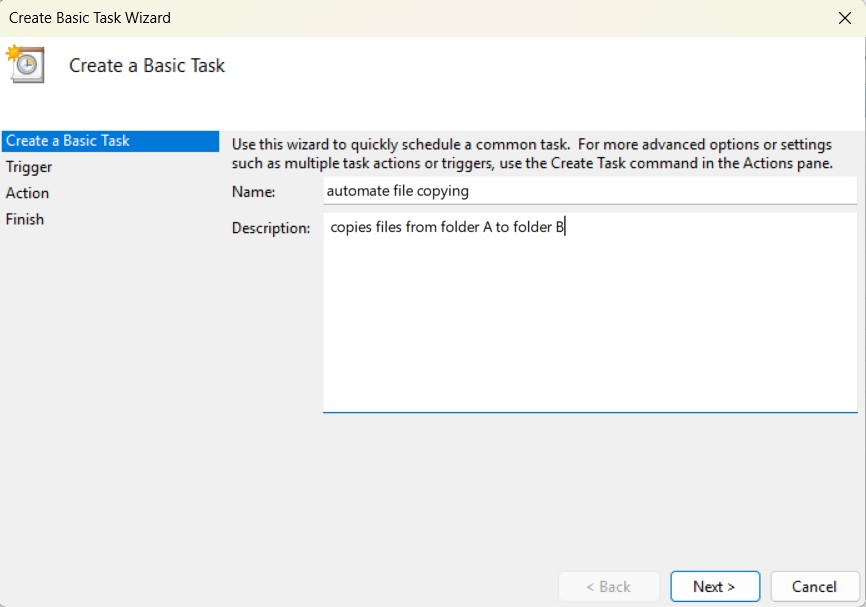 Create Basic Task Wizard
Create a Basic Task
Create a Basic Task
Trigger
Action
Finish
Use this wizard to quickly schedule a common task.  For more advanced options or settings
such as multiple task actions or triggers, use the Create Task command in the Actions pane.
Name:
automate file copying
Description:
copies files from folder A to folder B
< Back
Next >
Cancel